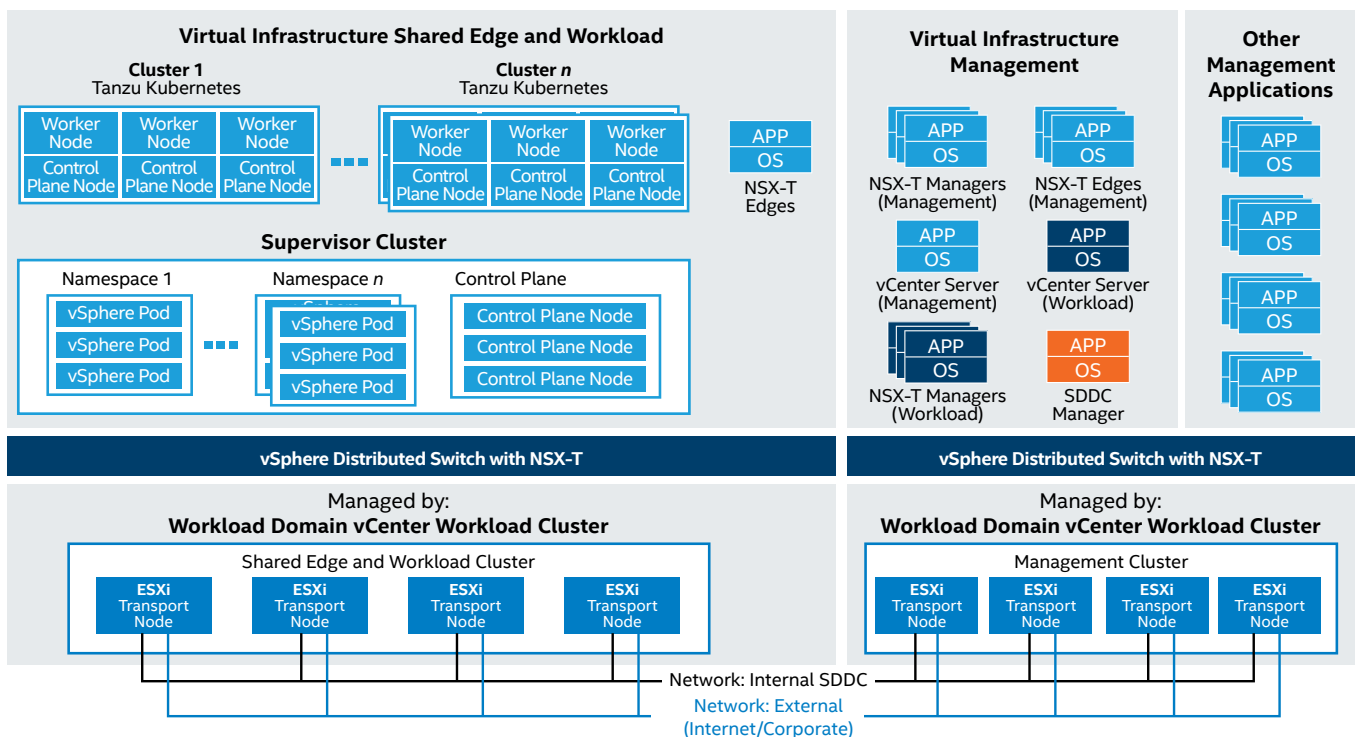 Virtual Infrastructure Shared Edge and Workload
Cluster 1
Tanzu Kubernetes
Worker
Node
Worker
Node
Worker
Node
Control
Plane Node
Control
Plane Node
Control
Plane Node
Cluster n
Tanzu Kubernetes
Worker
Node
Worker
Node
Worker
Node
Control
Plane Node
Control
Plane Node
Control
Plane Node
APP
OS
NSX-T
Edges
Supervisor Cluster
Namespace 1
vSphere Pod
vSphere Pod
vSphere Pod
Namespace n
vSphere Pod
vSphere Pod
vSphere Pod
Control Plane
Control Plane Node
Control Plane Node
Control Plane Node
Virtual Infrastructure
Management
APP
OS
NSX-T Managers
(Management)
APP
OS
NSX-T Edges
(Management)
APP
OS
vCenter Server
(Management)
APP
OS
vCenter Server
(Workload)
APP
OS
NSX-T Managers
(Workload)
APP
OS
SDDC
Manager
Other
Management
Applications
APP
OS
APP
OS
APP
OS
APP
OS
vSphere Distributed Switch with NSX-T
vSphere Distributed Switch with NSX-T
Managed by:
Workload Domain vCenter Workload Cluster
Shared Edge and Workload Cluster
ESXi
Transport
Node
ESXi
Transport
Node
ESXi
Transport
Node
ESXi
Transport
Node
Managed by:
Workload Domain vCenter Workload Cluster
Management Cluster
ESXi
Transport
Node
ESXi
Transport
Node
ESXi
Transport
Node
ESXi
Transport
Node
Network: Internal SDDC
Network: External
(Internet/Corporate)